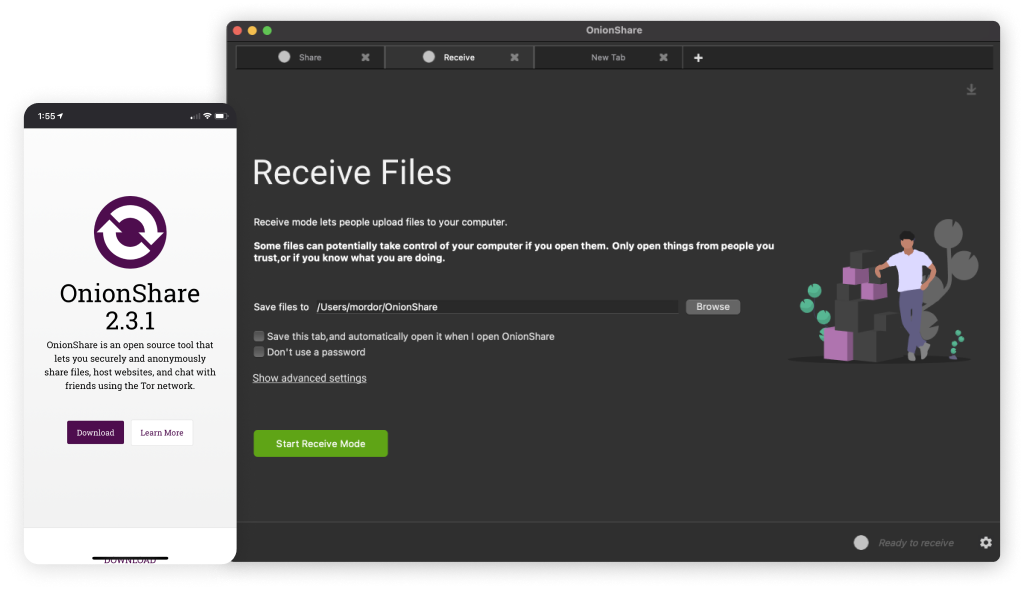 OnionShare
Share
Receive
New Tab
Receive Files
Receive mode lets people upload files to your computer.
Some files can potentially take control of your computer if you open them. Only open things from people you
trust,or if you know what you are doing.
Save files to /Users/mordor/OnionShare Browse
Save this tab,and automatically open it when I open OnionShare
Don't use a password
Show advanced settings
Start Receive Mode
Ready to receive
1:55
OnionShare
2.3.1
OnionShare is an open source tool that
lets you securely and anonymously
share files, host websites, and chat with
friends using the Tor network.
Download Learn More
DOWNLOAD